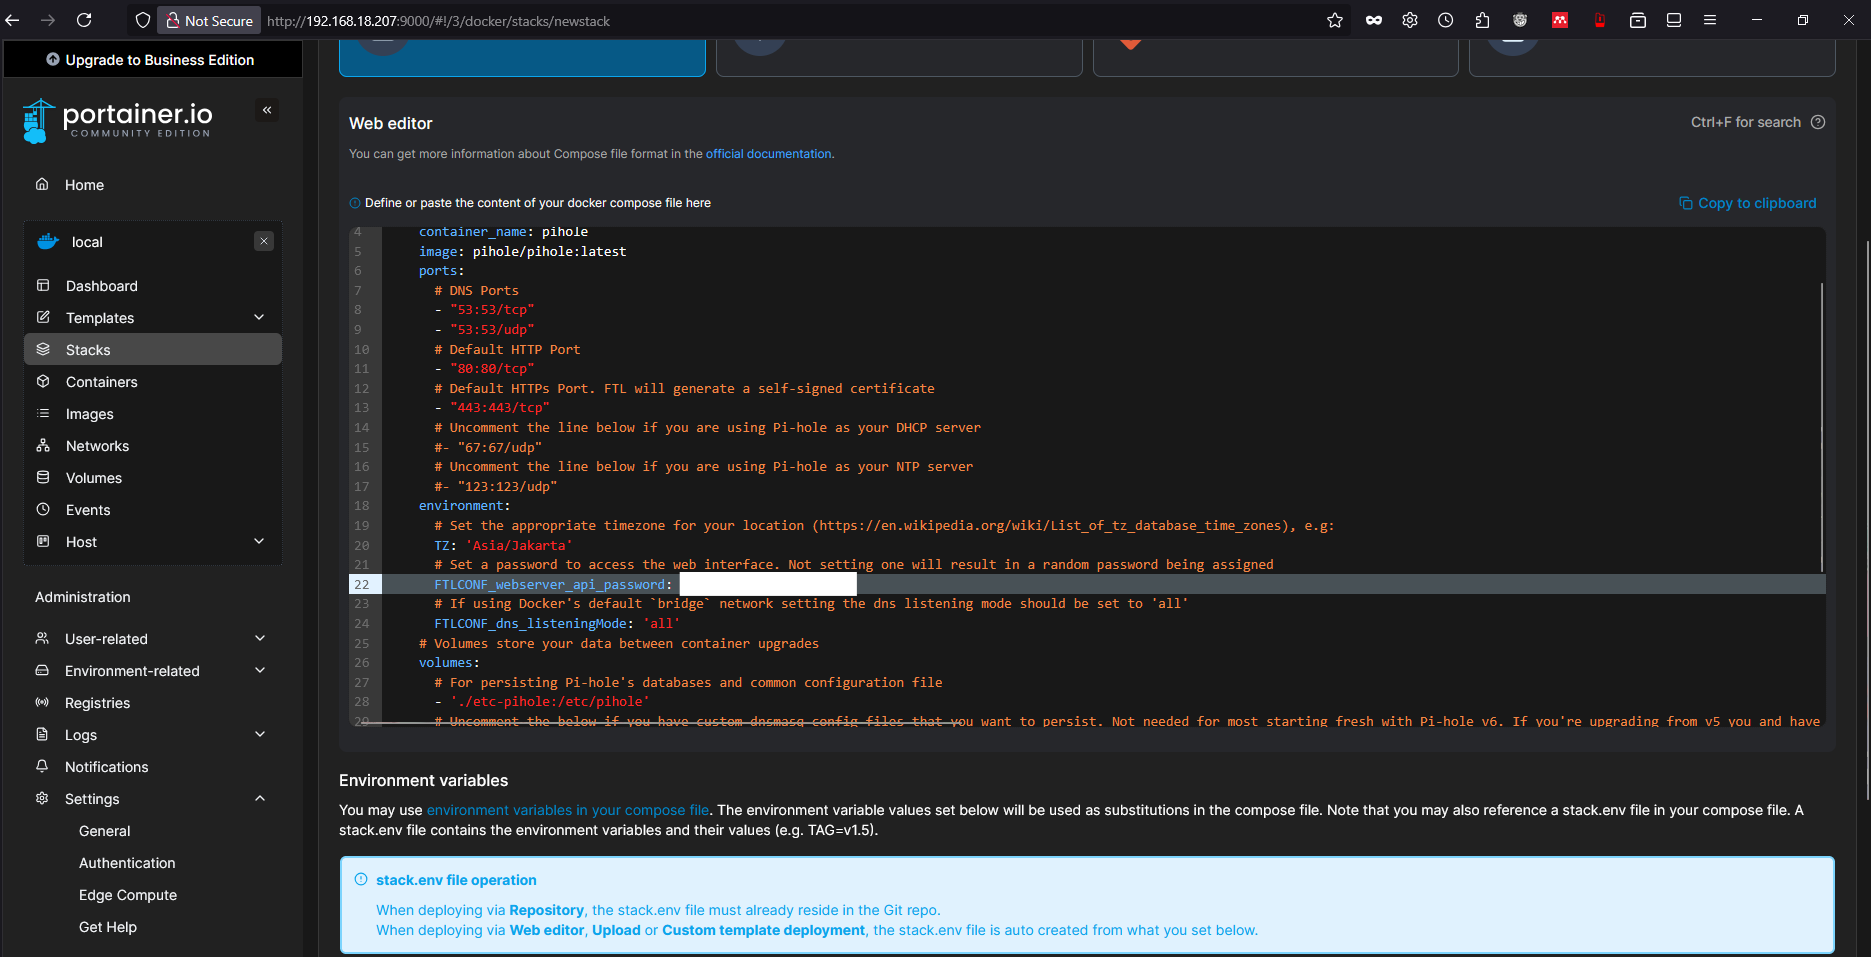 Not Secure
http://192.168.18.207:9000/#!/3/docker/stacks/newstack
Upgrade to Business Edition
portainer.io
COMMUNITY EDITION
Home
local
Dashboard
Templates
Stacks
Containers
Images
Networks
Volumes
Events
Host
Administration
User-related
Environment-related
Registries
Logs
Notifications
Settings
General
Authentication
Edge Compute
Get Help
Web editor
Ctrl+F for search
You can get more information about Compose file format in the official documentation.
Define or paste the content of your docker compose file here
Copy to clipboard
4 container_name: pihole
5 image: pihole/pihole:latest
6 ports:
7 # DNS Ports
8 - "53:53/tcp"
9 - "53:53/udp"
10 # Default HTTP Port
11 - "80:80/tcp"
12 # Default HTTPs Port. FTL will generate a self-signed certificate
13 - "443:443/tcp"
14 # Uncomment the line below if you are using Pi-hole as your DHCP server
15 #- "67:67/udp"
16 # Uncomment the line below if you are using Pi-hole as your NTP server
17 #- "123:123/udp"
18 environment:
19 # Set the appropriate timezone for your location (https://en.wikipedia.org/wiki/List_of_tz_database_time_zones), e.g:
20 TZ: 'Asia/Jakarta'
21 # Set a password to access the web interface. Not setting one will result in a random password being assigned
22 FTLCONF_webserver_api_password:
23 # If using Docker's default `bridge` network setting the dns listening mode should be set to 'all'
24 FTLCONF_dns_listeningMode: 'all'
25 # Volumes store your data between container upgrades
26 volumes:
27 # For persisting Pi-hole's databases and common configuration file
28 - './etc-pihole:/etc/pihole'
29 # Uncomment the below if you have custom dnsmasq config files that you want to persist. Not needed for most starting fresh with Pi-hole v6. If you're upgrading from v5 you and have
Environment variables
You may use environment variables in your compose file. The environment variable values set below will be used as substitutions in the compose file. Note that you may also reference a stack.env file in your compose file. A
stack.env file contains the environment variables and their values (e.g. TAG=v1.5).
stack.env file operation
When deploying via Repository, the stack.env file must already reside in the Git repo.
When deploying via Web editor, Upload or Custom template deployment, the stack.env file is auto created from what you set below.